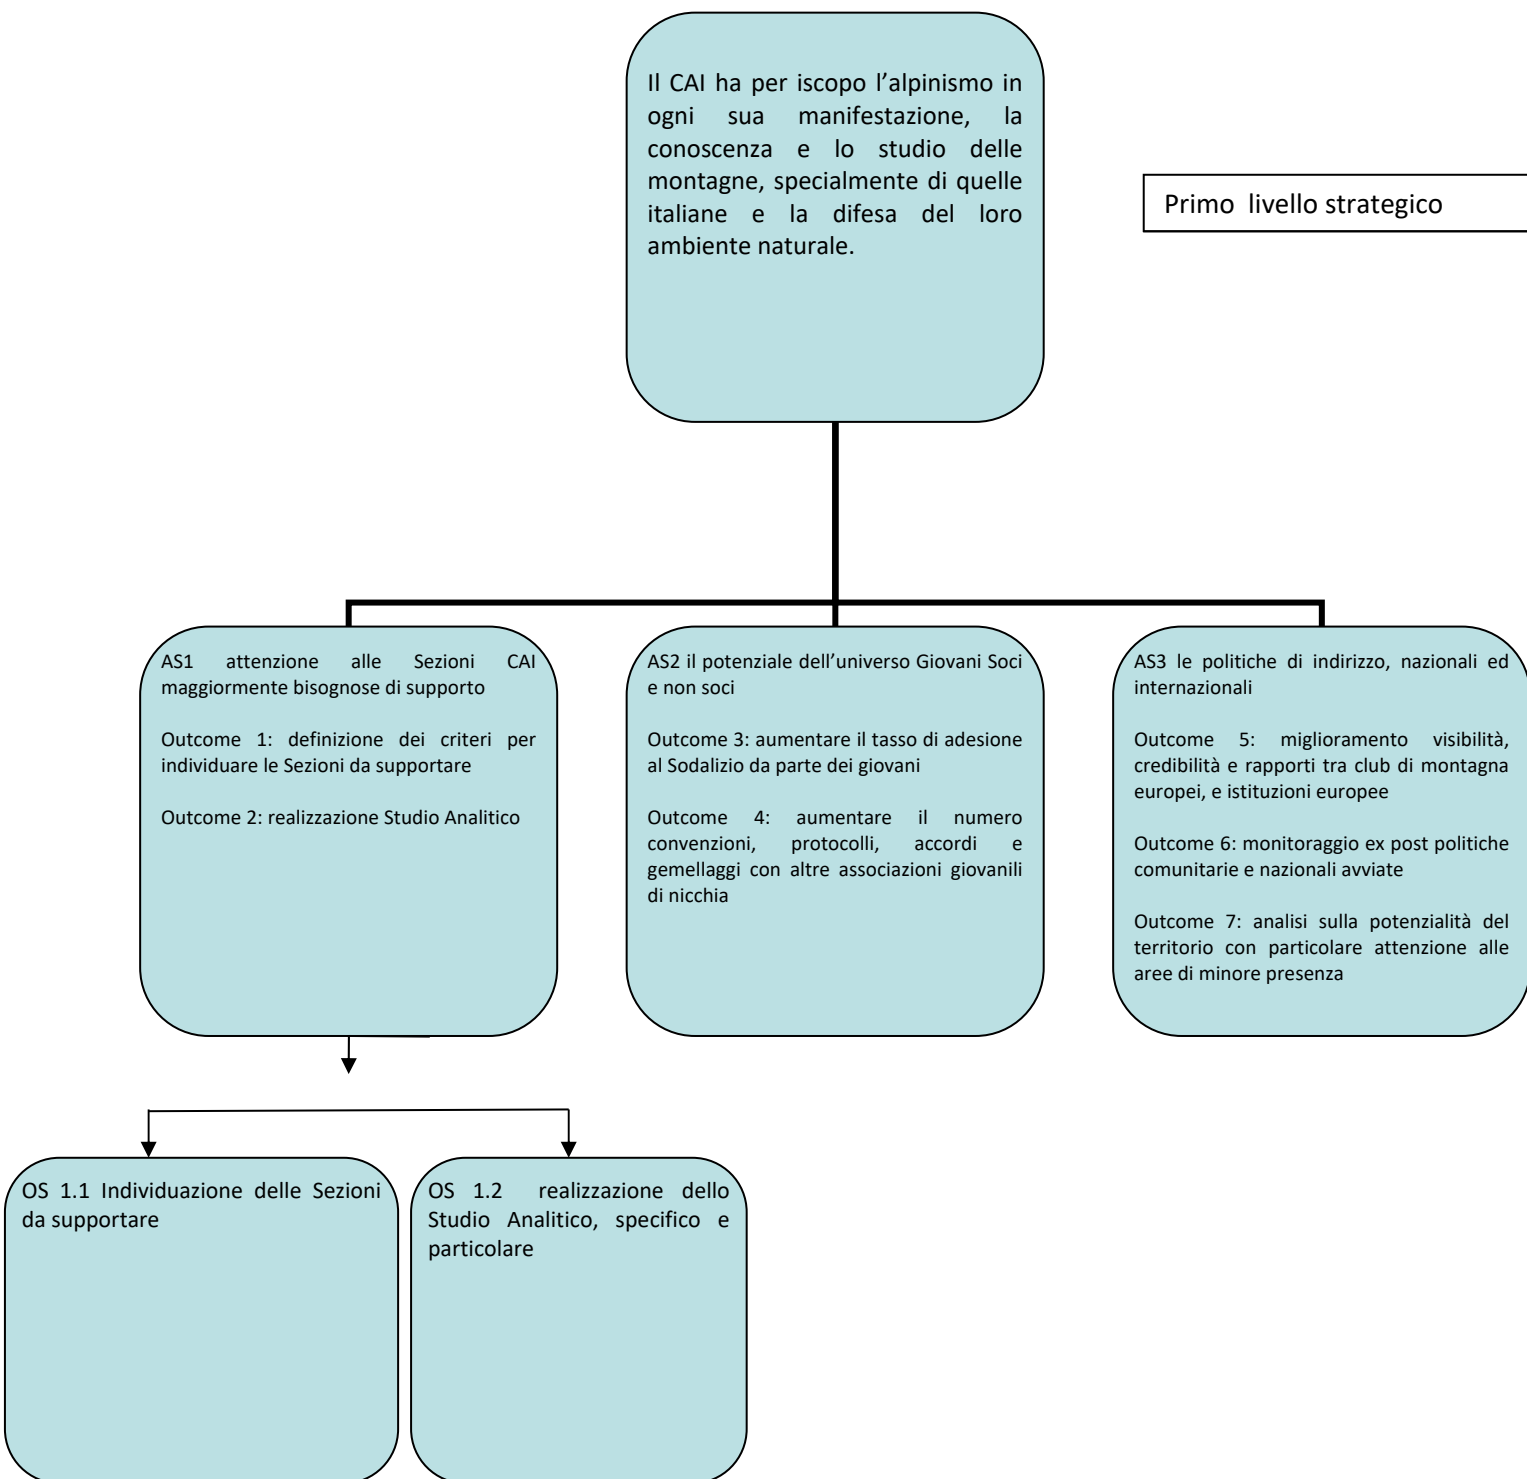 Il CAI ha per iscopo l’alpinismo in
ogni sua manifestazione, la
conoscenza e lo studio delle
montagne, specialmente di quelle
italiane e la difesa del loro
ambiente naturale.
Primo livello strategico
AS1 attenzione alle Sezioni CAI
maggiormente bisognose di supporto
Outcome 1: definizione dei criteri per
individuare le Sezioni da supportare
Outcome 2: realizzazione Studio Analitico
AS2 il potenziale dell’universo Giovani Soci
e non soci
Outcome 3: aumentare il tasso di adesione
al Sodalizio da parte dei giovani
Outcome 4: aumentare il numero
convenzioni, protocolli, accordi e
gemellaggi con altre associazioni giovanili
di nicchia
AS3 le politiche di indirizzo, nazionali ed
internazionali
Outcome 5: miglioramento visibilità,
credibilità e rapporti tra club di montagna
europei, e istituzioni europee
Outcome 6: monitoraggio ex post politiche
comunitarie e nazionali avviate
Outcome 7: analisi sulla potenzialità del
territorio con particolare attenzione alle
aree di minore presenza
OS 1.1 Individuazione delle Sezioni
da supportare
OS 1.2 realizzazione dello
Studio Analitico, specifico e
particolare